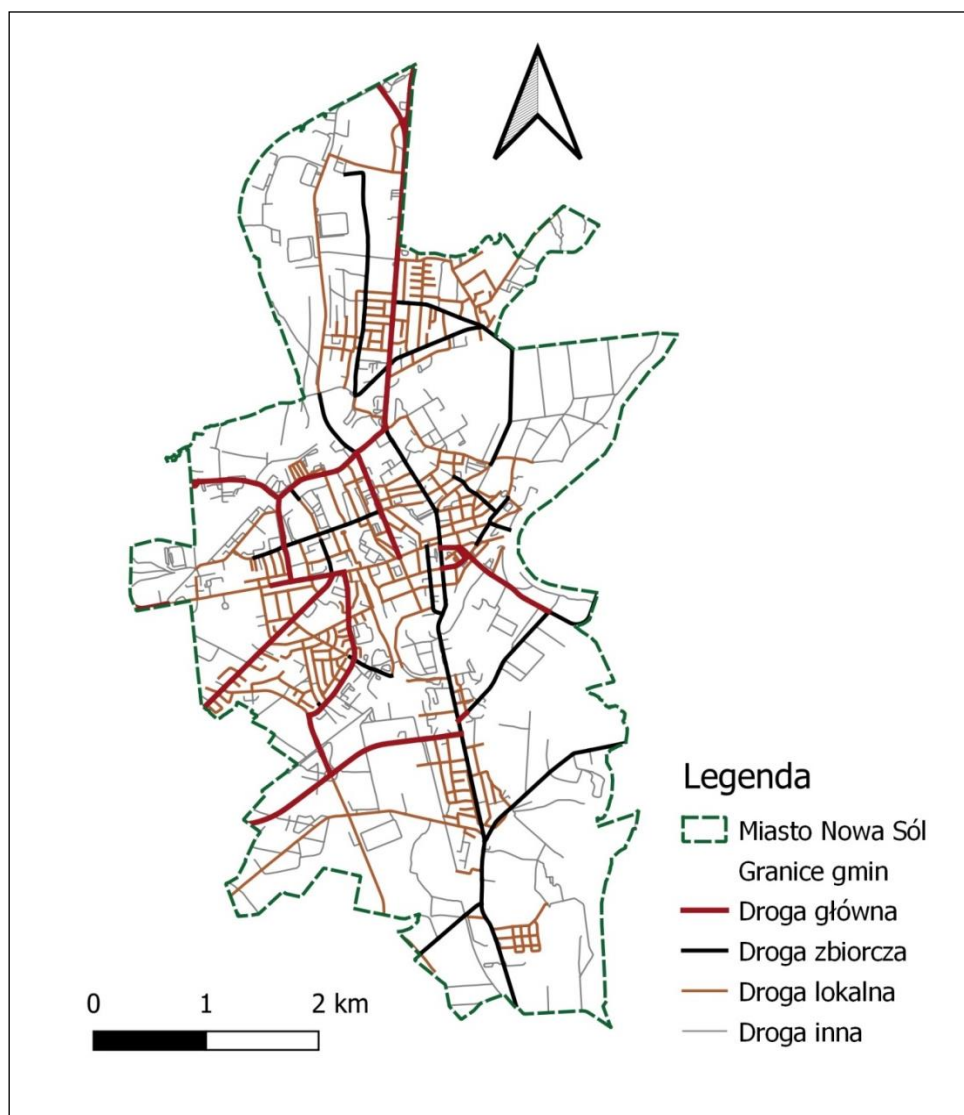 Legenda
Miasto Nowa Sól
Granice gmin
Droga główna
Droga zbiorcza
Droga lokalna
Droga inna
0 1 2 km